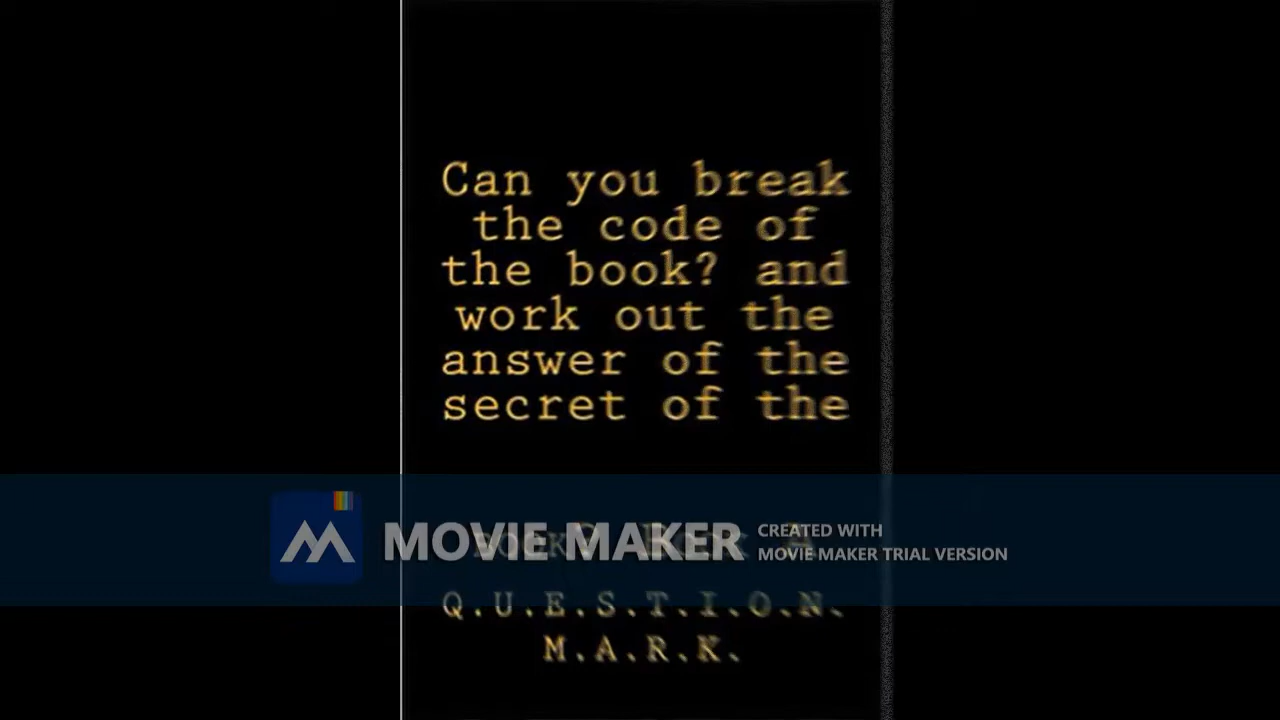 Can you break
the code of
the book? and
work out the
answer of the
secret of the
MOVIE MAKER
CREATED WITH
MOVIE MAKER TRIAL VERSION
Q.U.E.S.T.I.O.N.
M.A.R.K.